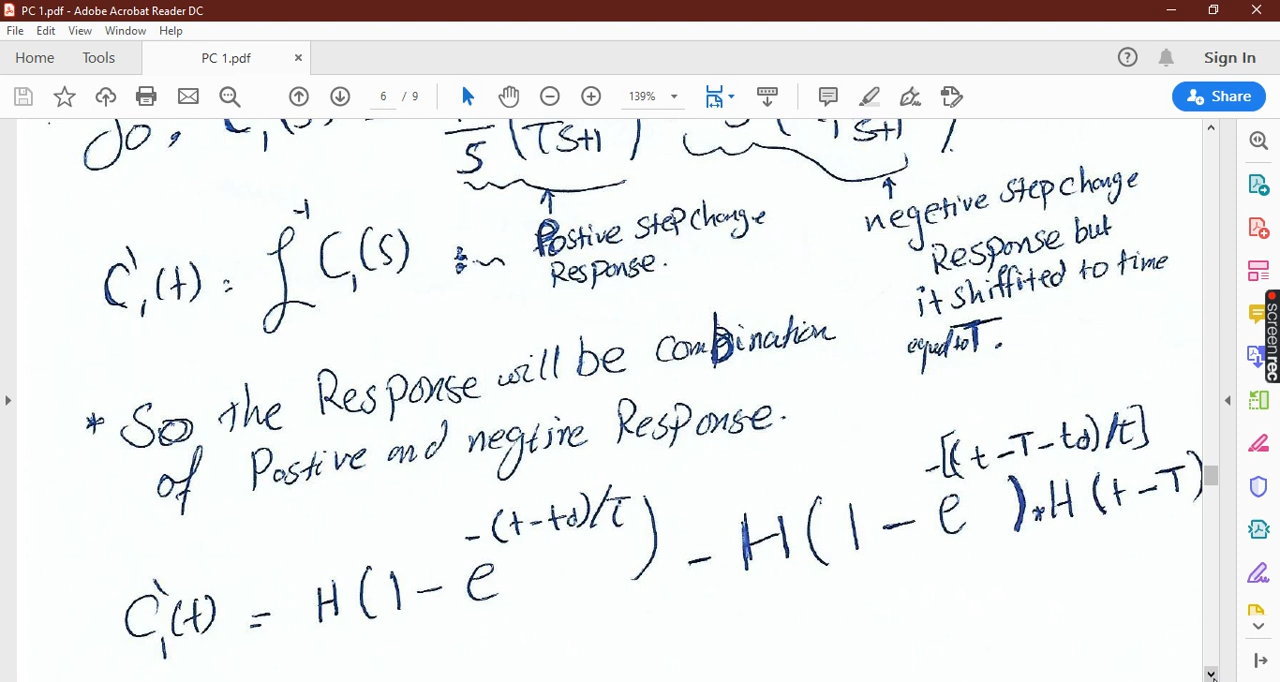 PC 1.pdf - Adobe Acrobat Reader DC
File Edit View Window Help
Home Tools PC 1.pdf × Sign In
6 / 9 139% Share
So, C₁(s)
S (TS+1) TS+1)
C₁'(t) = ℒ⁻¹ C₁(S)
Postive step change
Response.
negetive step change
Response but
it shiffited to time
equal to T.
* So the Response will be combination
of Postive and negtive Response.
C₁'(t) = H(1 - e^-(t-td)/τ) - H(1 - e^-[(t-T-td)/τ])*H(t-T)
screenrec